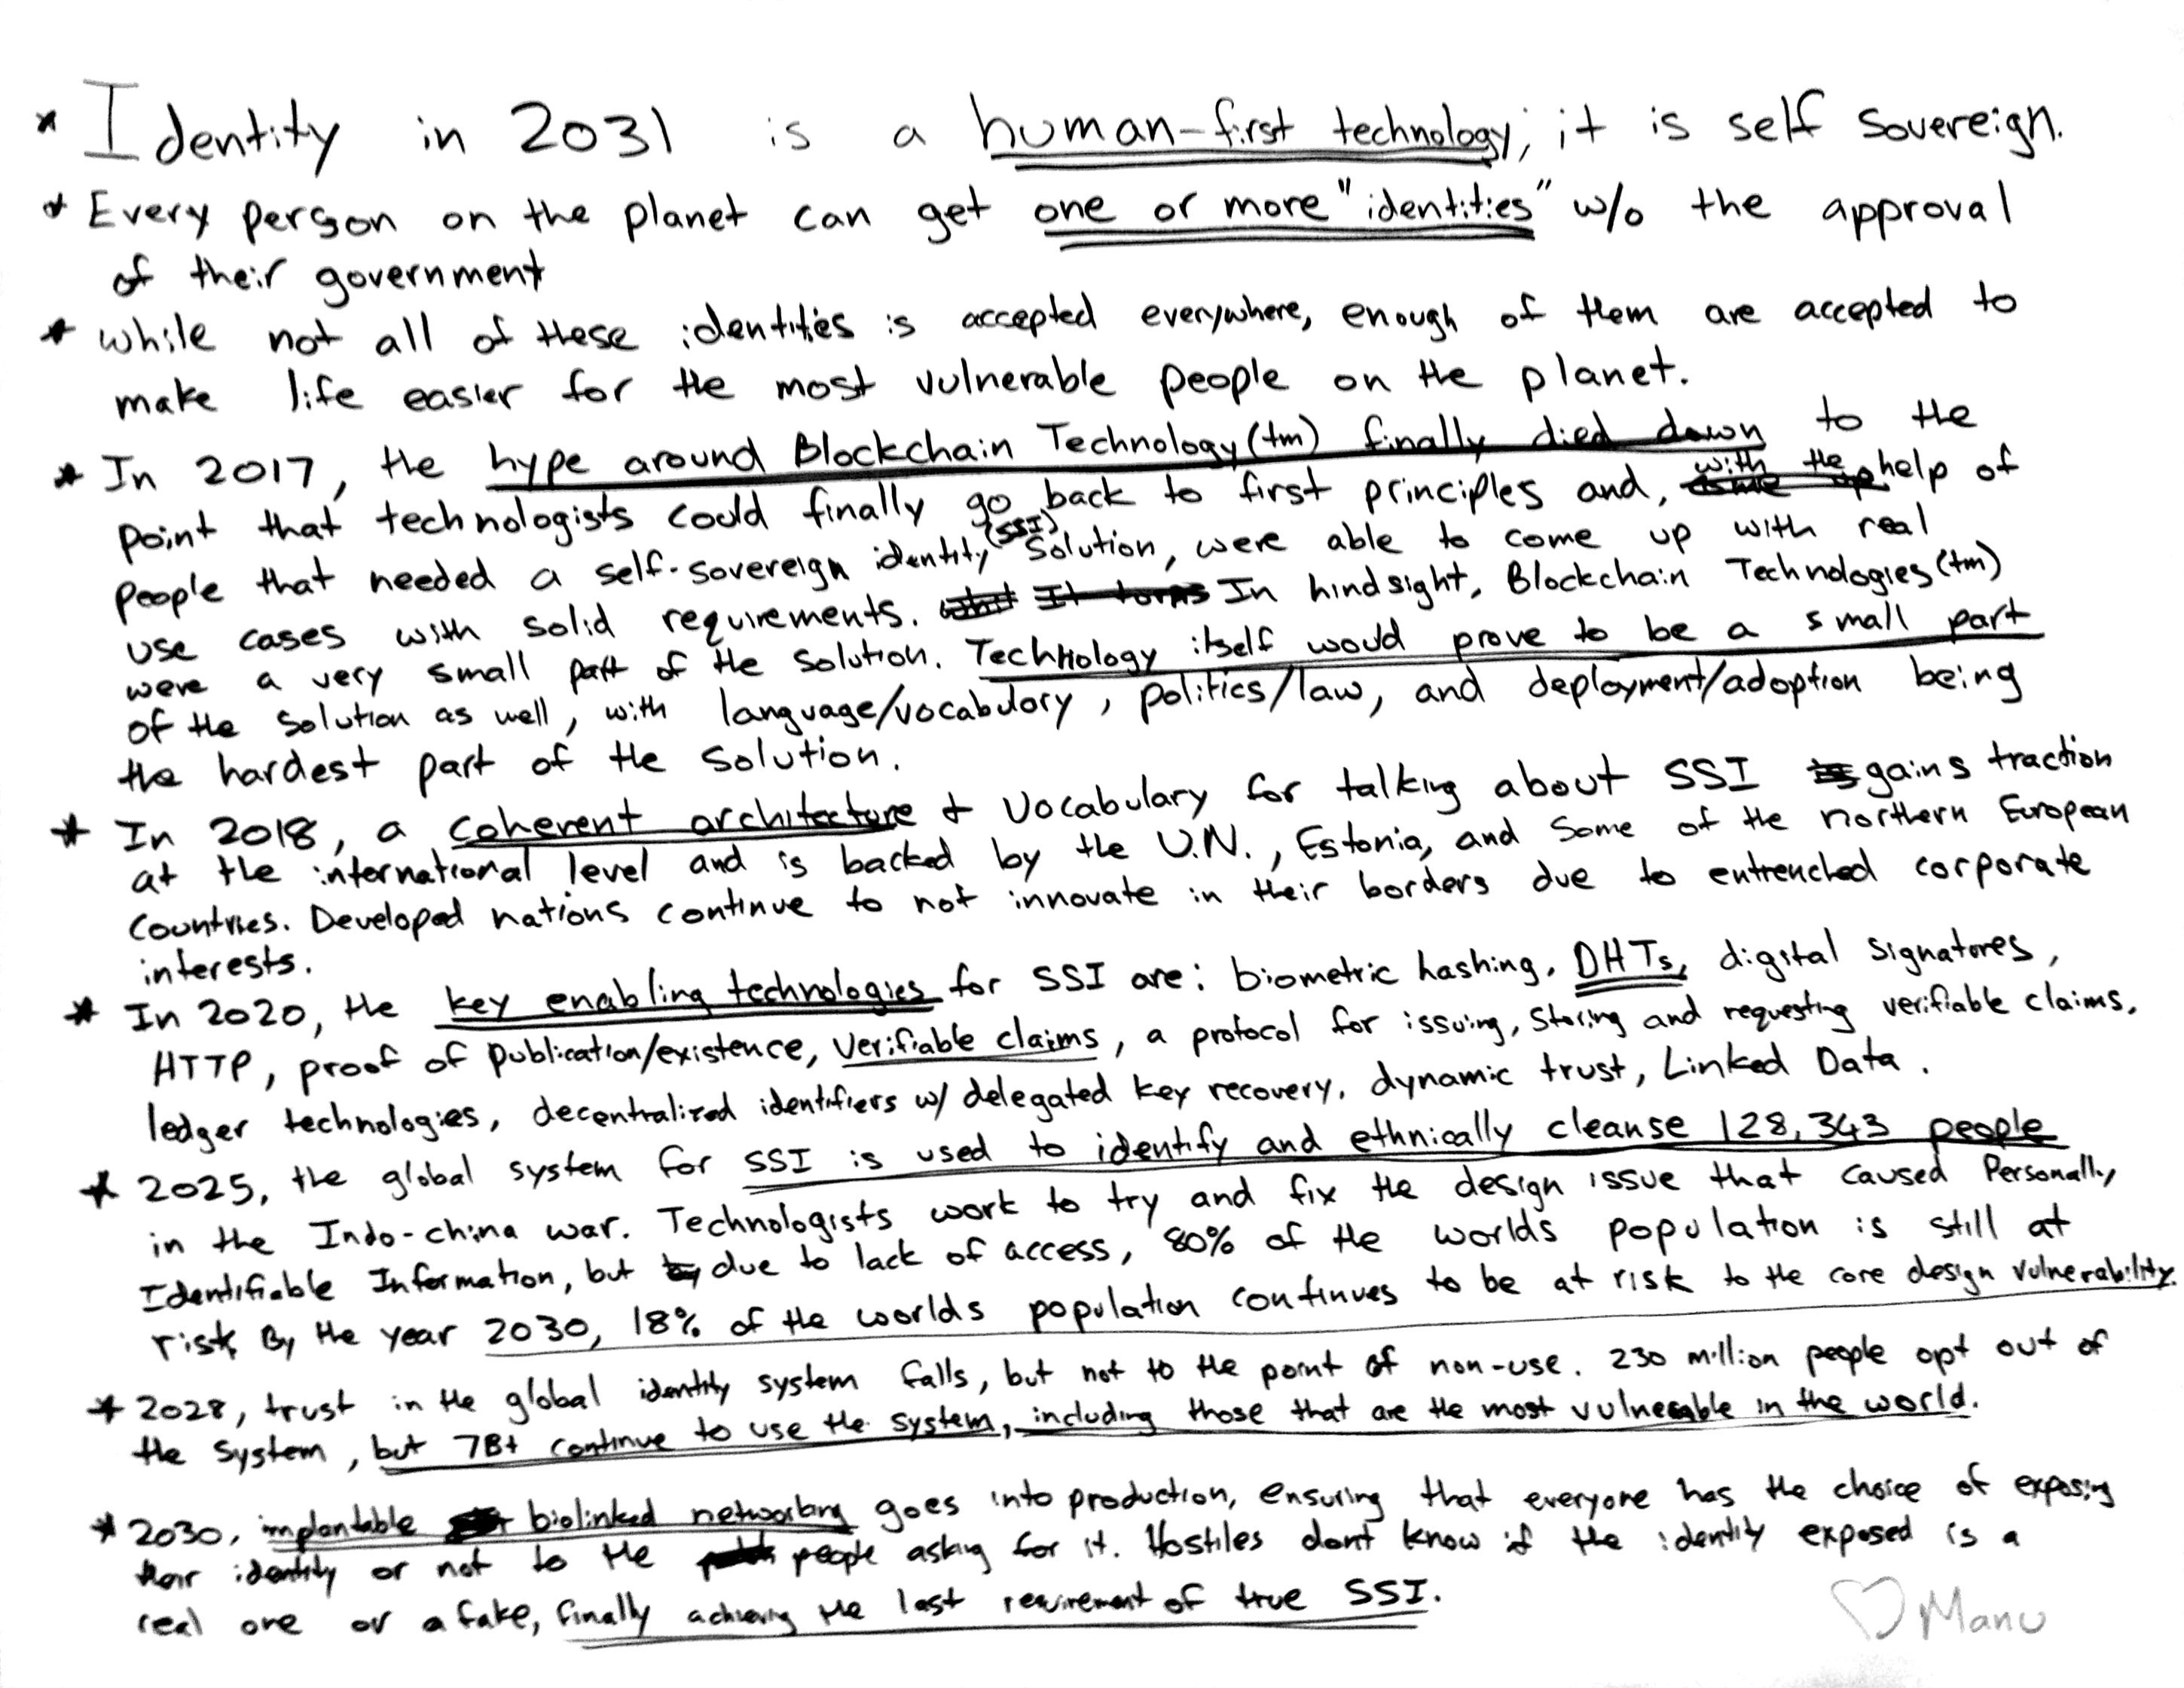 * Identity in 2031 is a human-first technology; it is self sovereign.
* Every person on the planet can get one or more "identities" w/o the approval
of their government
* while not all of these identities is accepted everywhere, enough of them are accepted to
make life easier for the most vulnerable people on the planet.
* In 2017, the hype around Blockchain Technology(tm) finally died down to the
point that technologists could finally go back to first principles and, with the help of
people that needed a self-sovereign identity (SSI) solution, were able to come up with real
use cases with solid requirements. In hindsight, Blockchain Technologies(tm)
were a very small part of the solution. Technology itself would prove to be a small part
of the solution as well, with language/vocabulary, politics/law, and deployment/adoption being
the hardest part of the solution.
* In 2018, a coherent architecture + vocabulary for talking about SSI gains traction
at the international level and is backed by the U.N., Estonia, and some of the northern European
countries. Developed nations continue to not innovate in their borders due to entrenched corporate
interests.
* In 2020, the key enabling technologies for SSI are: biometric hashing, DHTs, digital signatures,
HTTP, proof of publication/existence, verifiable claims, a protocol for issuing, storing and requesting verifiable claims,
ledger technologies, decentralized identifiers w/ delegated key recovery, dynamic trust, Linked Data.
* 2025, the global system for SSI is used to identify and ethnically cleanse 128,343 people
in the Indo-china war. Technologists work to try and fix the design issue that caused Personally
Identifiable Information, but due to lack of access, 80% of the worlds population is still at
risk. By the year 2030, 18% of the worlds population continues to be at risk to the core design vulnerability.
* 2028, trust in the global identity system falls, but not to the point of non-use. 230 million people opt out of
the system, but 7B+ continue to use the system, including those that are the most vulnerable in the world.
* 2030, implantable biolinked networking goes into production, ensuring that everyone has the choice of exposing
their identity or not to the people asking for it. Hostiles dont know if the identity exposed is a
real one or a fake, finally achieving the last requirement of true SSI.
♡ Manu